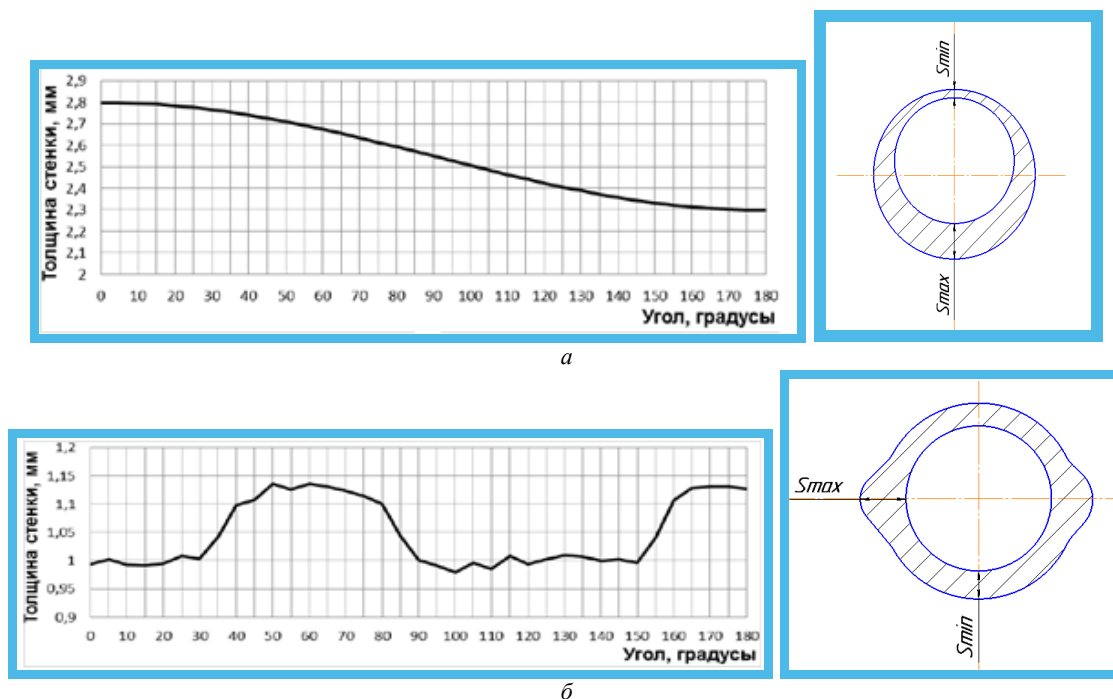 Толщина стенки, мм
2,9
2,8
2,7
2,6
2,5
2,4
2,3
2,2
2,1
2
0 10 20 30 40 50 60 70 80 90 100 110 120 130 140 150 160 170 180
Угол, градусы
Smin
Smax
а
Толщина стенки, мм
1,2
1,15
1,1
1,05
1
0,95
0,9
0 10 20 30 40 50 60 70 80 90 100 110 120 130 140 150 160 170 180
Угол, градусы
Smax
Smin
б